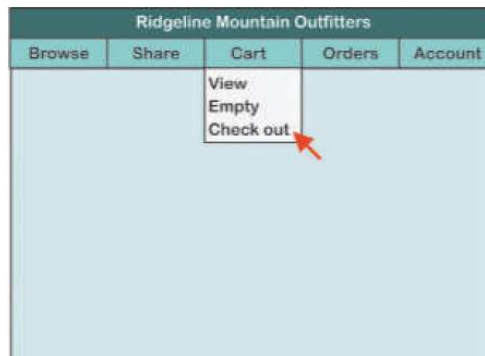 Ridgeline Mountain Outfitters
Browse Share Cart Orders Account
View
Empty
Check out